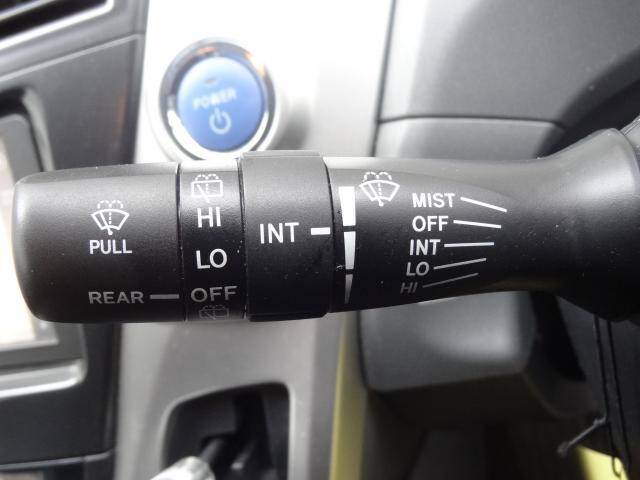 POWER
PULL
HI
LO
REAR OFF
INT
MIST
OFF
INT
LO
HI